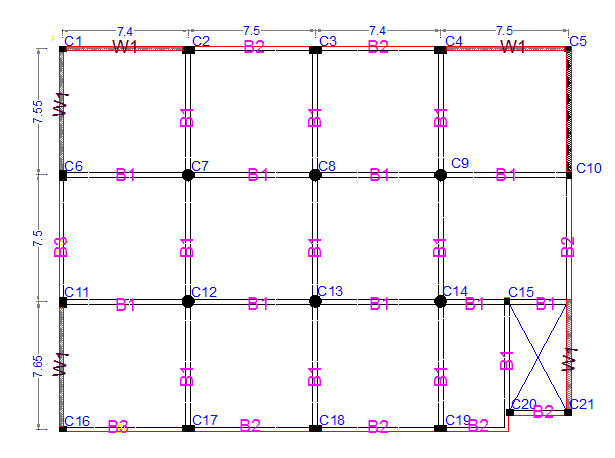 7.4 7.5 7.4 7.5
C1 W1 C2 B2 C3 B2 C4 W1 C5
7.55 W1 B1 B1 B1
C6 B1 C7 B1 C8 B1 C9 B1 C10
7.5 B3 B1 B1 B1 B2
C11 B1 C12 B1 C13 B1 C14 B1 C15 B1
7.65 W1 B1 B1 B1 B1 W1
C16 B3 C17 B2 C18 B2 C19 B2 C20 B2 C21